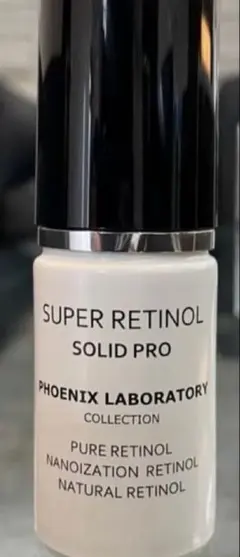 SUPER RETINOL
SOLID PRO
PHOENIX LABORATORY
COLLECTION
PURE RETINOL
NANOIZATION RETINOL
NATURAL RETINOL